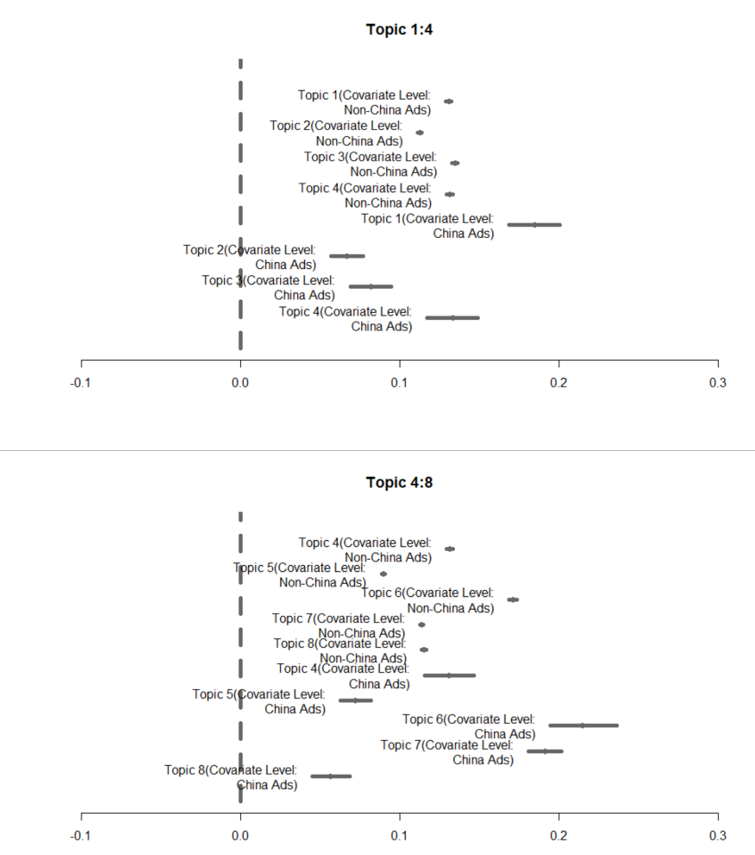 Topic 1:4
Topic 1(Covariate Level:
Non-China Ads)
Topic 2(Covariate Level:
Non-China Ads)
Topic 3(Covariate Level:
Non-China Ads)
Topic 4(Covariate Level:
Non-China Ads)
Topic 1(Covariate Level:
China Ads)
Topic 2(Covariate Level:
China Ads)
Topic 3(Covariate Level:
China Ads)
Topic 4(Covariate Level:
China Ads)
-0.1 0.0 0.1 0.2 0.3
Topic 4:8
Topic 4(Covariate Level:
Non-China Ads)
Topic 5(Covariate Level:
Non-China Ads)
Topic 6(Covariate Level:
Non-China Ads)
Topic 7(Covariate Level:
Non-China Ads)
Topic 8(Covariate Level:
Non-China Ads)
Topic 4(Covariate Level:
China Ads)
Topic 5(Covariate Level:
China Ads)
Topic 6(Covariate Level:
China Ads)
Topic 7(Covariate Level:
China Ads)
Topic 8(Covariate Level:
China Ads)
-0.1 0.0 0.1 0.2 0.3